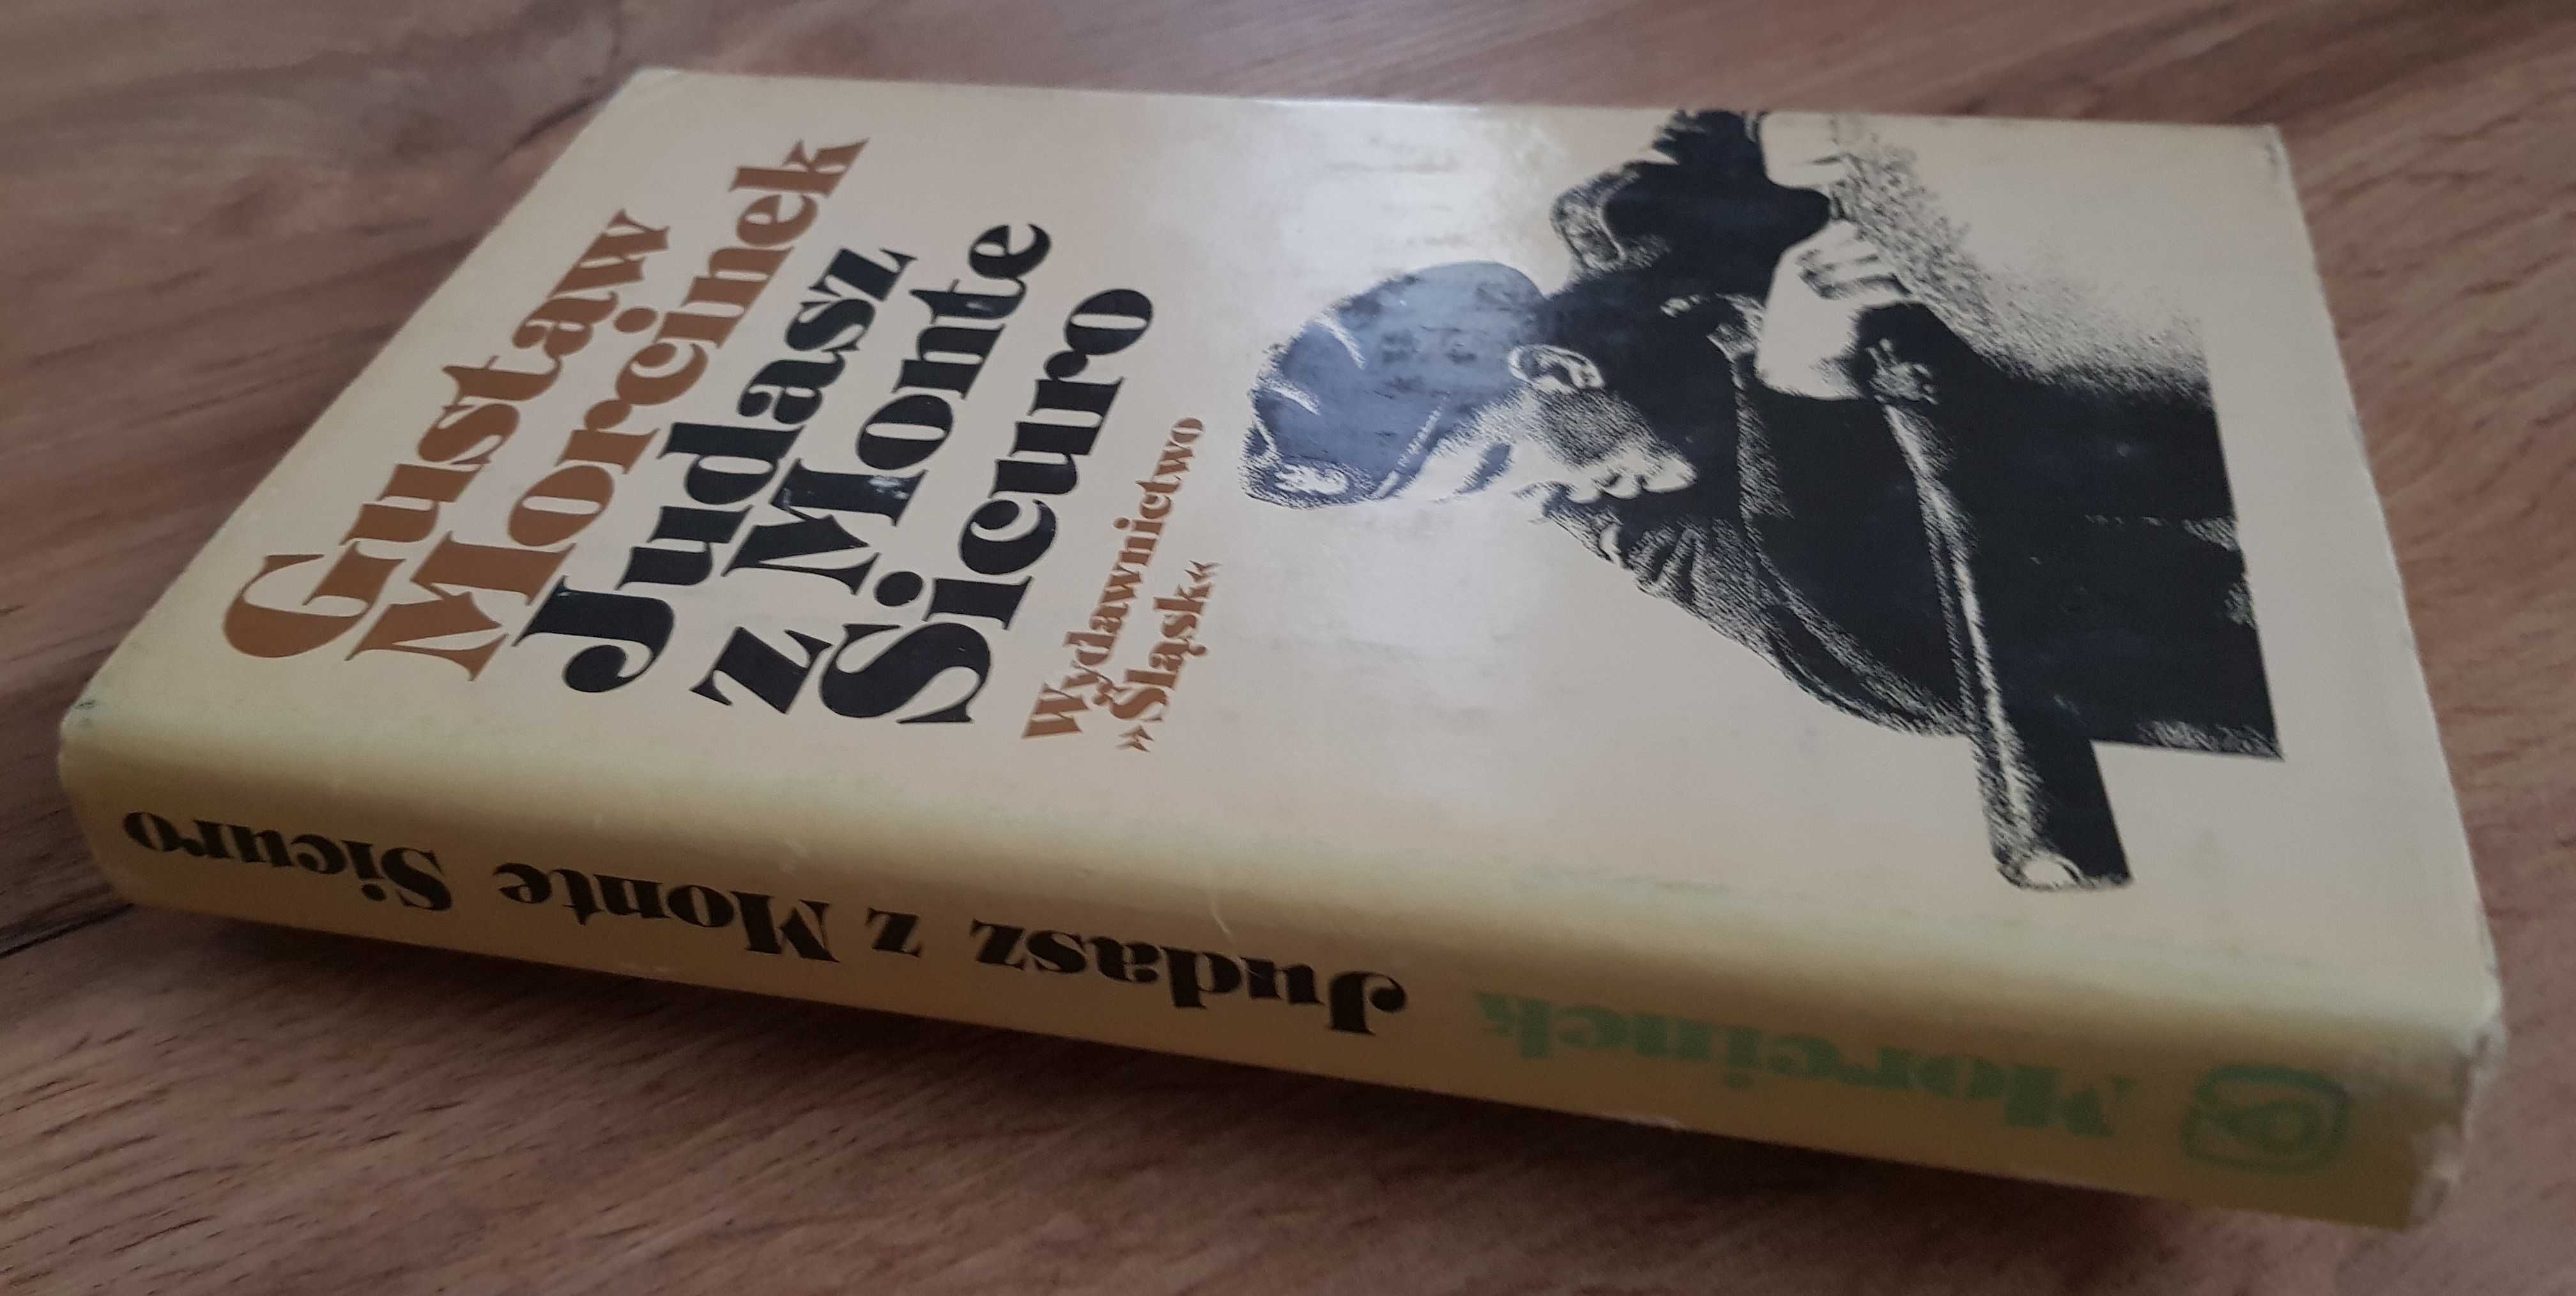 Gustaw
Morcinek
Judasz
z Monte
Sicuro
Wydawnictwo
»Śląsk«
Morcinek Judasz z Monte Sicuro